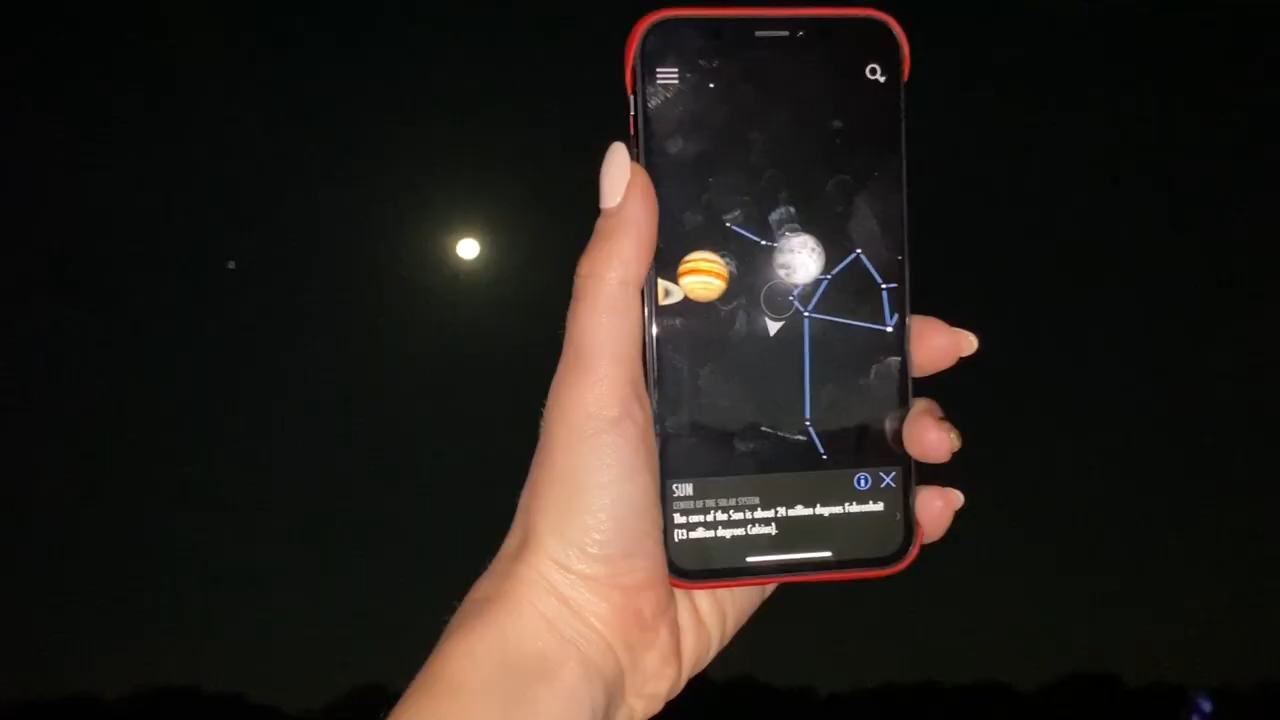 SUN
CENTER OF THE SOLAR SYSTEM
The core of the Sun is about 24 million degrees Fahrenheit
(13 million degrees Celsius).